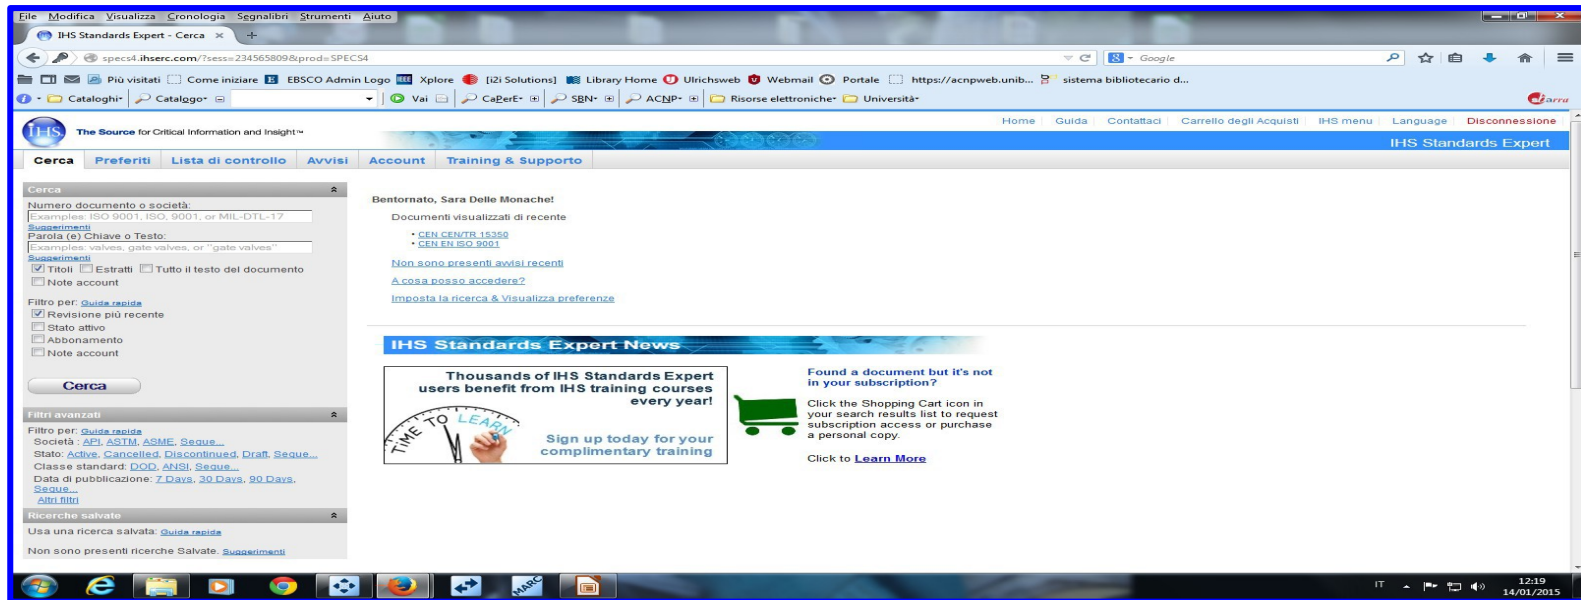 File Modifica Visualizza Cronologia Segnalibri Strumenti Aiuto
IHS Standards Expert - Cerca × +
specs4.ihserc.com/?sess=234565809&prod=SPECS4
Google
Più visitati Come iniziare EBSCO Admin Logo Xplore [i2i Solutions] Library Home Ulrichsweb Webmail Portale https://acnpweb.unib... sistema bibliotecario d...
Cataloghi Catalogo Vai CaPerE SBN ACNP Risorse elettroniche Università
IHS The Source for Critical Information and Insight™
Home Guida Contattaci Carrello degli Acquisti IHS menu Language Disconnessione
IHS Standards Expert
Cerca Preferiti Lista di controllo Avvisi Account Training & Supporto
Cerca
Numero documento o società:
Examples: ISO 9001, ISO, 9001, or MIL-DTL-17
Suggerimenti
Parola (e) Chiave o Testo:
Examples: valves, gate valves, or "gate valves"
Suggerimenti
Titoli Estratti Tutto il testo del documento
Note account
Filtro per: Guida rapida
Revisione più recente
Stato attivo
Abbonamento
Note account
Cerca
Filtri avanzati
Filtro per: Guida rapida
Società : API, ASTM, ASME, Segue...
Stato: Active, Cancelled, Discontinued, Draft, Segue...
Classe standard: DOD, ANSI, Segue...
Data di pubblicazione: 7 Days, 30 Days, 90 Days,
Segue...
Altri filtri
Ricerche salvate
Usa una ricerca salvata: Guida rapida
Non sono presenti ricerche Salvate. Suggerimenti
Bentornato, Sara Delle Monache!
Documenti visualizzati di recente
• CEN CEN/TR 15350
• CEN EN ISO 9001
Non sono presenti avvisi recenti
A cosa posso accedere?
Imposta la ricerca & Visualizza preferenze
IHS Standards Expert News
Thousands of IHS Standards Expert
users benefit from IHS training courses
every year!
TIME TO LEARN
Sign up today for your
complimentary training
Found a document but it's not
in your subscription?
Click the Shopping Cart icon in
your search results list to request
subscription access or purchase
a personal copy.
Click to Learn More
MARC
IT
12:19
14/01/2015